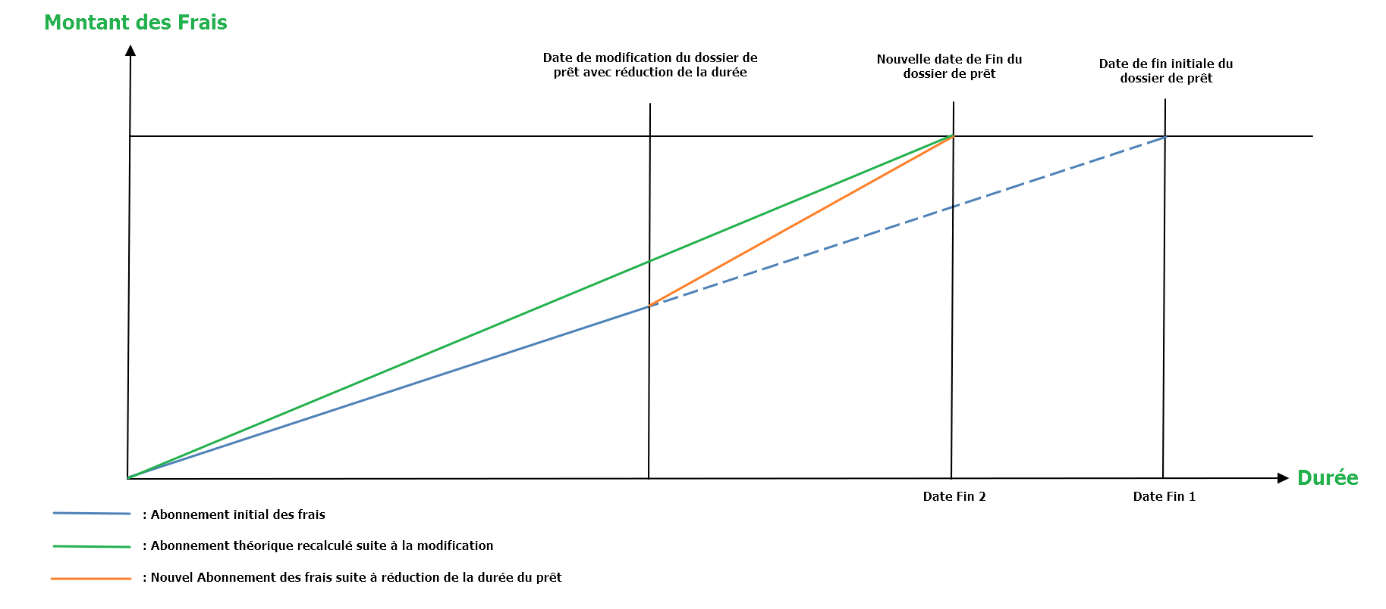 Montant des Frais
Date de modification du dossier de
prêt avec réduction de la durée
Nouvelle date de Fin du
dossier de prêt
Date de fin initiale du
dossier de prêt
Durée
Date Fin 2
Date Fin 1
: Abonnement initial des frais
: Abonnement théorique recalculé suite à la modification
: Nouvel Abonnement des frais suite à réduction de la durée du prêt